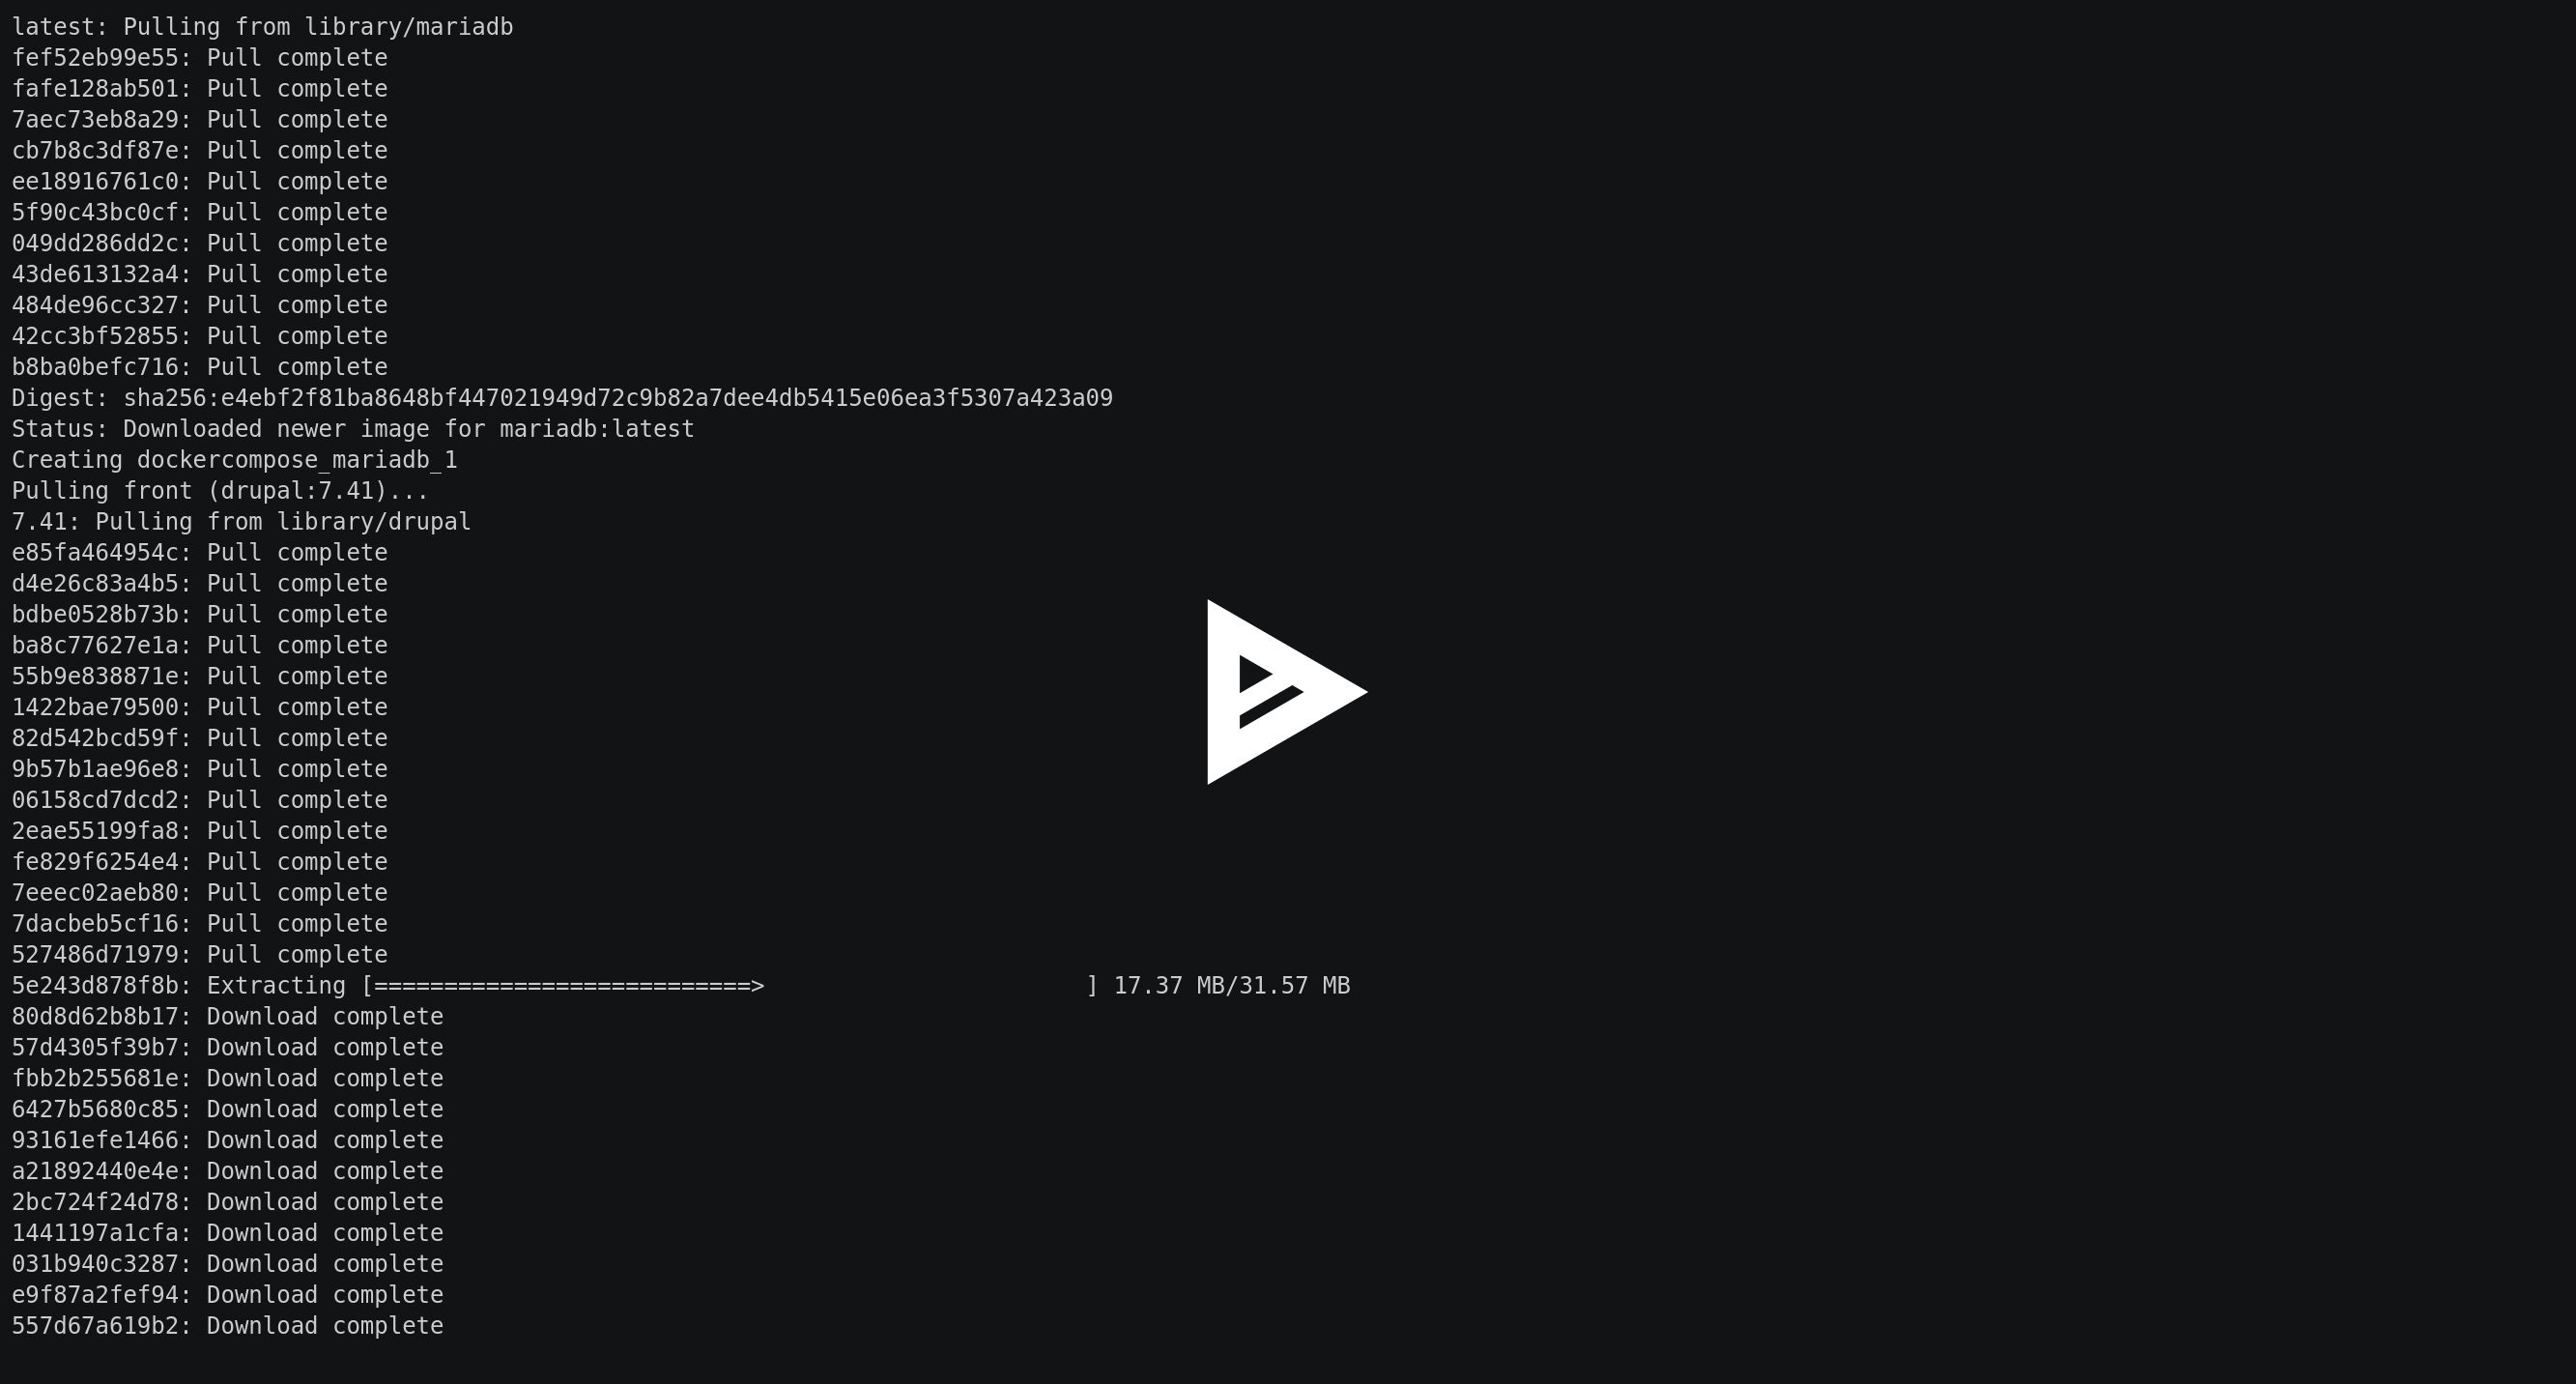 latest: Pulling from library/mariadb
fef52eb99e55: Pull complete
fafe128ab501: Pull complete
7aec73eb8a29: Pull complete
cb7b8c3df87e: Pull complete
ee18916761c0: Pull complete
5f90c43bc0cf: Pull complete
049dd286dd2c: Pull complete
43de613132a4: Pull complete
484de96cc327: Pull complete
42cc3bf52855: Pull complete
b8ba0befc716: Pull complete
Digest: sha256:e4ebf2f81ba8648bf447021949d72c9b82a7dee4db5415e06ea3f5307a423a09
Status: Downloaded newer image for mariadb:latest
Creating dockercompose_mariadb_1
Pulling front (drupal:7.41)...
7.41: Pulling from library/drupal
e85fa464954c: Pull complete
d4e26c83a4b5: Pull complete
bdbe0528b73b: Pull complete
ba8c77627e1a: Pull complete
55b9e838871e: Pull complete
1422bae79500: Pull complete
82d542bcd59f: Pull complete
9b57b1ae96e8: Pull complete
06158cd7dcd2: Pull complete
2eae55199fa8: Pull complete
fe829f6254e4: Pull complete
7eeec02aeb80: Pull complete
7dacbeb5cf16: Pull complete
527486d71979: Pull complete
5e243d878f8b: Extracting [===========================>                       ] 17.37 MB/31.57 MB
80d8d62b8b17: Download complete
57d4305f39b7: Download complete
fbb2b255681e: Download complete
6427b5680c85: Download complete
93161efe1466: Download complete
a21892440e4e: Download complete
2bc724f24d78: Download complete
1441197a1cfa: Download complete
031b940c3287: Download complete
e9f87a2fef94: Download complete
557d67a619b2: Download complete